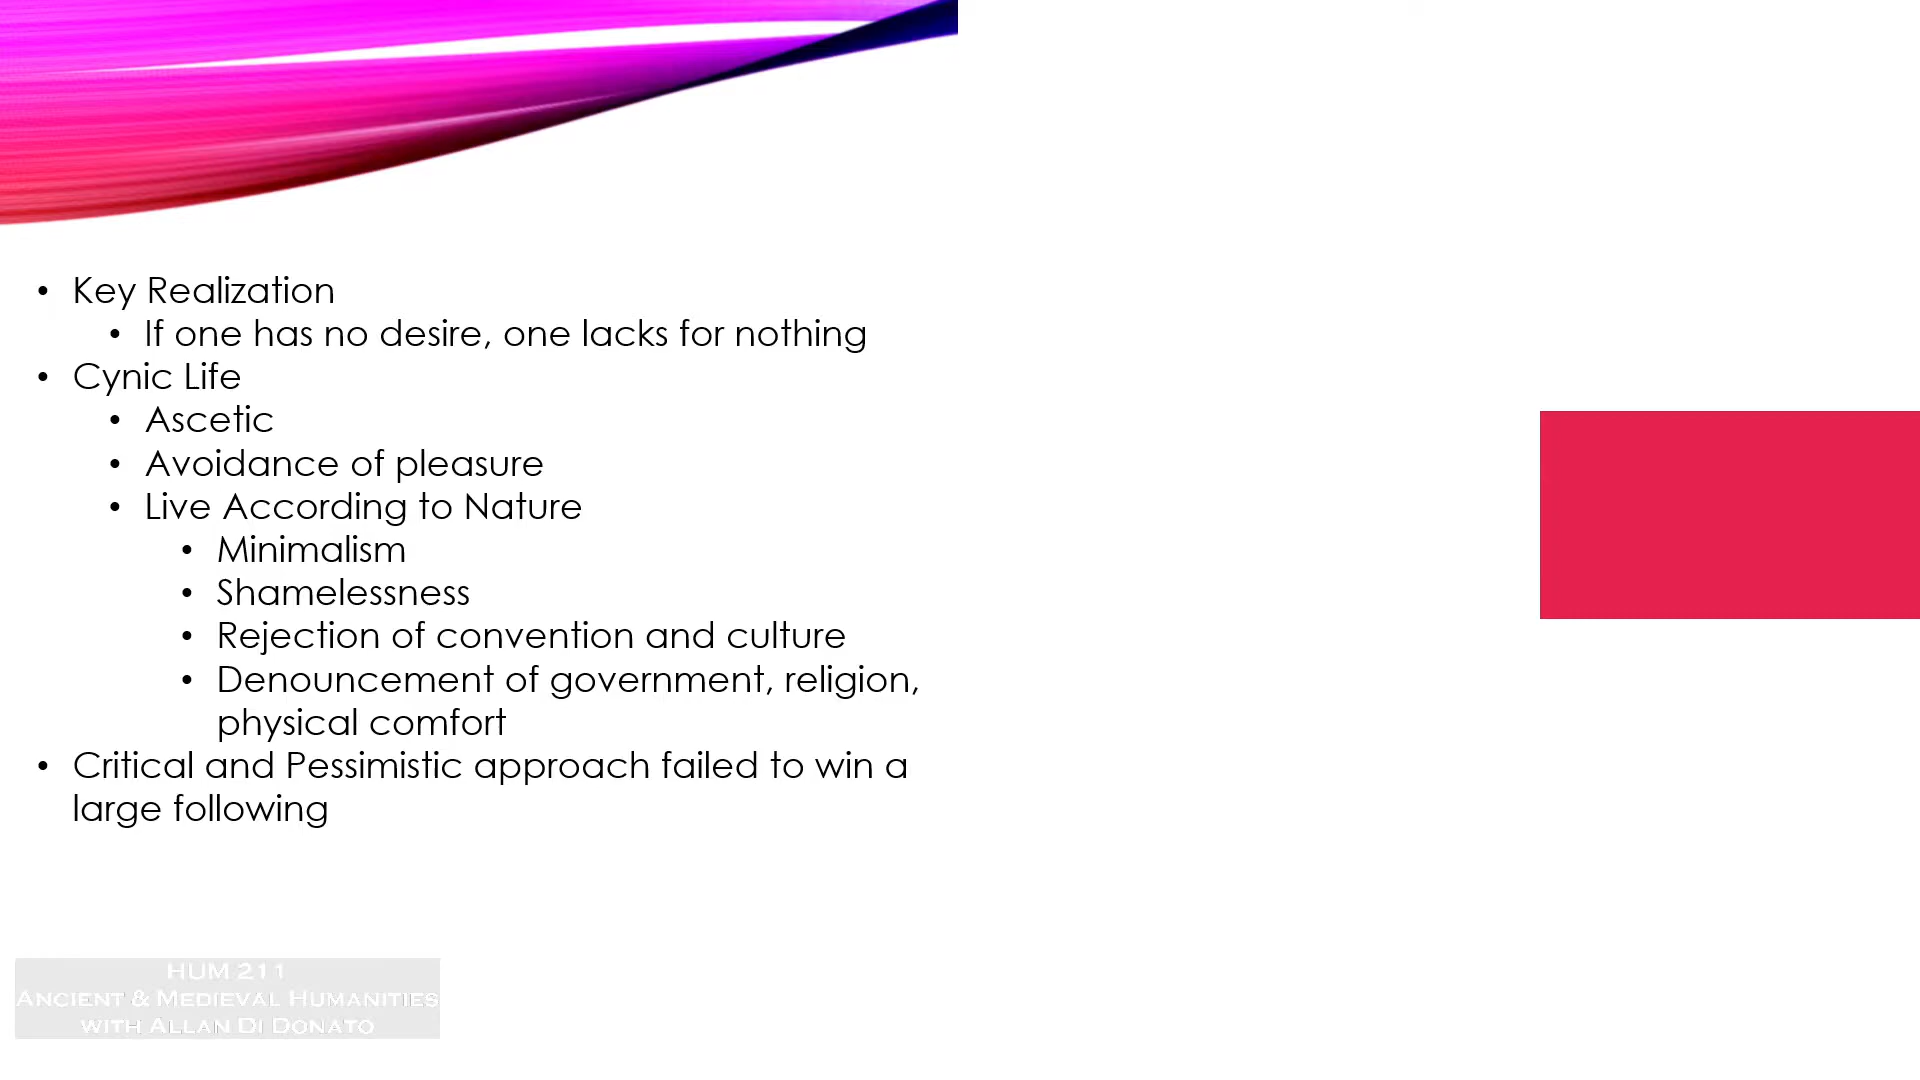 • Key Realization
• If one has no desire, one lacks for nothing
• Cynic Life
• Ascetic
• Avoidance of pleasure
• Live According to Nature
• Minimalism
• Shamelessness
• Rejection of convention and culture
• Denouncement of government, religion,
physical comfort
• Critical and Pessimistic approach failed to win a
large following
HUM 211
Ancient & Medieval Humanities
with Allan Di Donato